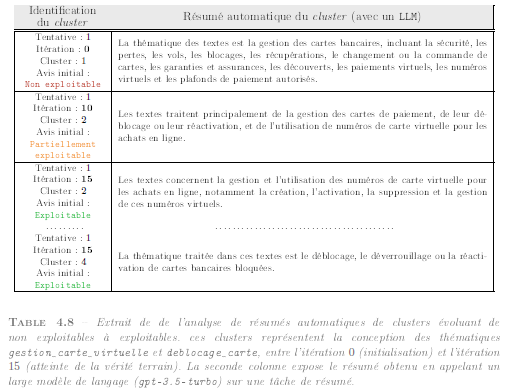 Identification
du cluster
Résumé automatique du cluster (avec un LLM)
Tentative : 1
Itération : 0
Cluster : 1
Avis initial :
Non exploitable
La thématique des textes est la gestion des cartes bancaires, incluant la sécurité, les
pertes, les vols, les blocages, les récupérations, le changement ou la commande de
cartes, les garanties et assurances, les découverts, les paiements virtuels, les numéros
virtuels et les plafonds de paiement autorisés.
Tentative : 1
Itération : 10
Cluster : 2
Avis initial :
Partiellement
exploitable
Les textes traitent principalement de la gestion des cartes de paiement, de leur dé-
blocage ou leur réactivation, et de l'utilisation de numéros de carte virtuelle pour les
achats en ligne.
Tentative : 1
Itération : 15
Cluster : 2
Avis initial :
Exploitable
Les textes concernent la gestion et l'utilisation des numéros de carte virtuelle pour
les achats en ligne, notamment la création, l'activation, la suppression et la gestion
de ces numéros virtuels.
......... .........................................
Tentative : 1
Itération : 15
Cluster : 4
Avis initial :
Exploitable
La thématique traitée dans ces textes est le déblocage, le déverrouillage ou la réacti-
vation de cartes bancaires bloquées.
TABLE 4.8 – Extrait de de l'analyse de résumés automatiques de clusters évoluant de
non exploitables à exploitables. ces clusters représentent la conception des thématiques
gestion_carte_virtuelle et deblocage_carte, entre l'itération 0 (initialisation) et l'itération
15 (atteinte de la vérité terrain). La seconde colonne expose le résumé obtenu en appelant un
large modèle de langage (gpt-3.5-turbo) sur une tâche de résumé.